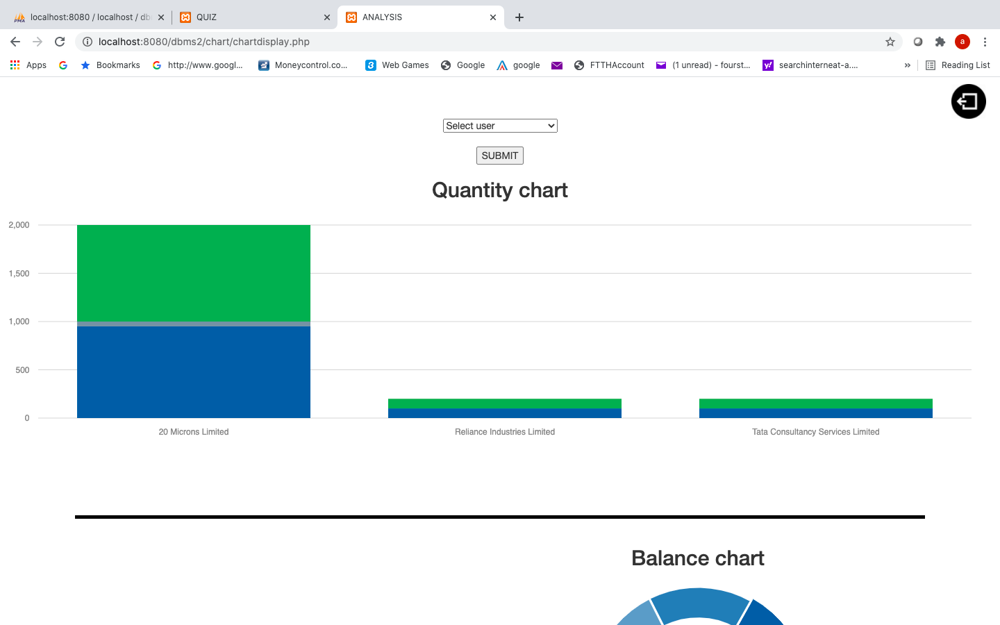 localhost:8080 / localhost / db
QUIZ
ANALYSIS
localhost:8080/dbms2/chart/chartdisplay.php
a
Apps
Bookmarks
http://www.googl...
Moneycontrol.co...
Web Games
Google
google
FTTHAccount
(1 unread) - fourst...
searchinterneat-a....
»
Reading List
Select user
SUBMIT
Quantity chart
2,000
1,500
1,000
500
0
20 Microns Limited
Reliance Industries Limited
Tata Consultancy Services Limited
Balance chart